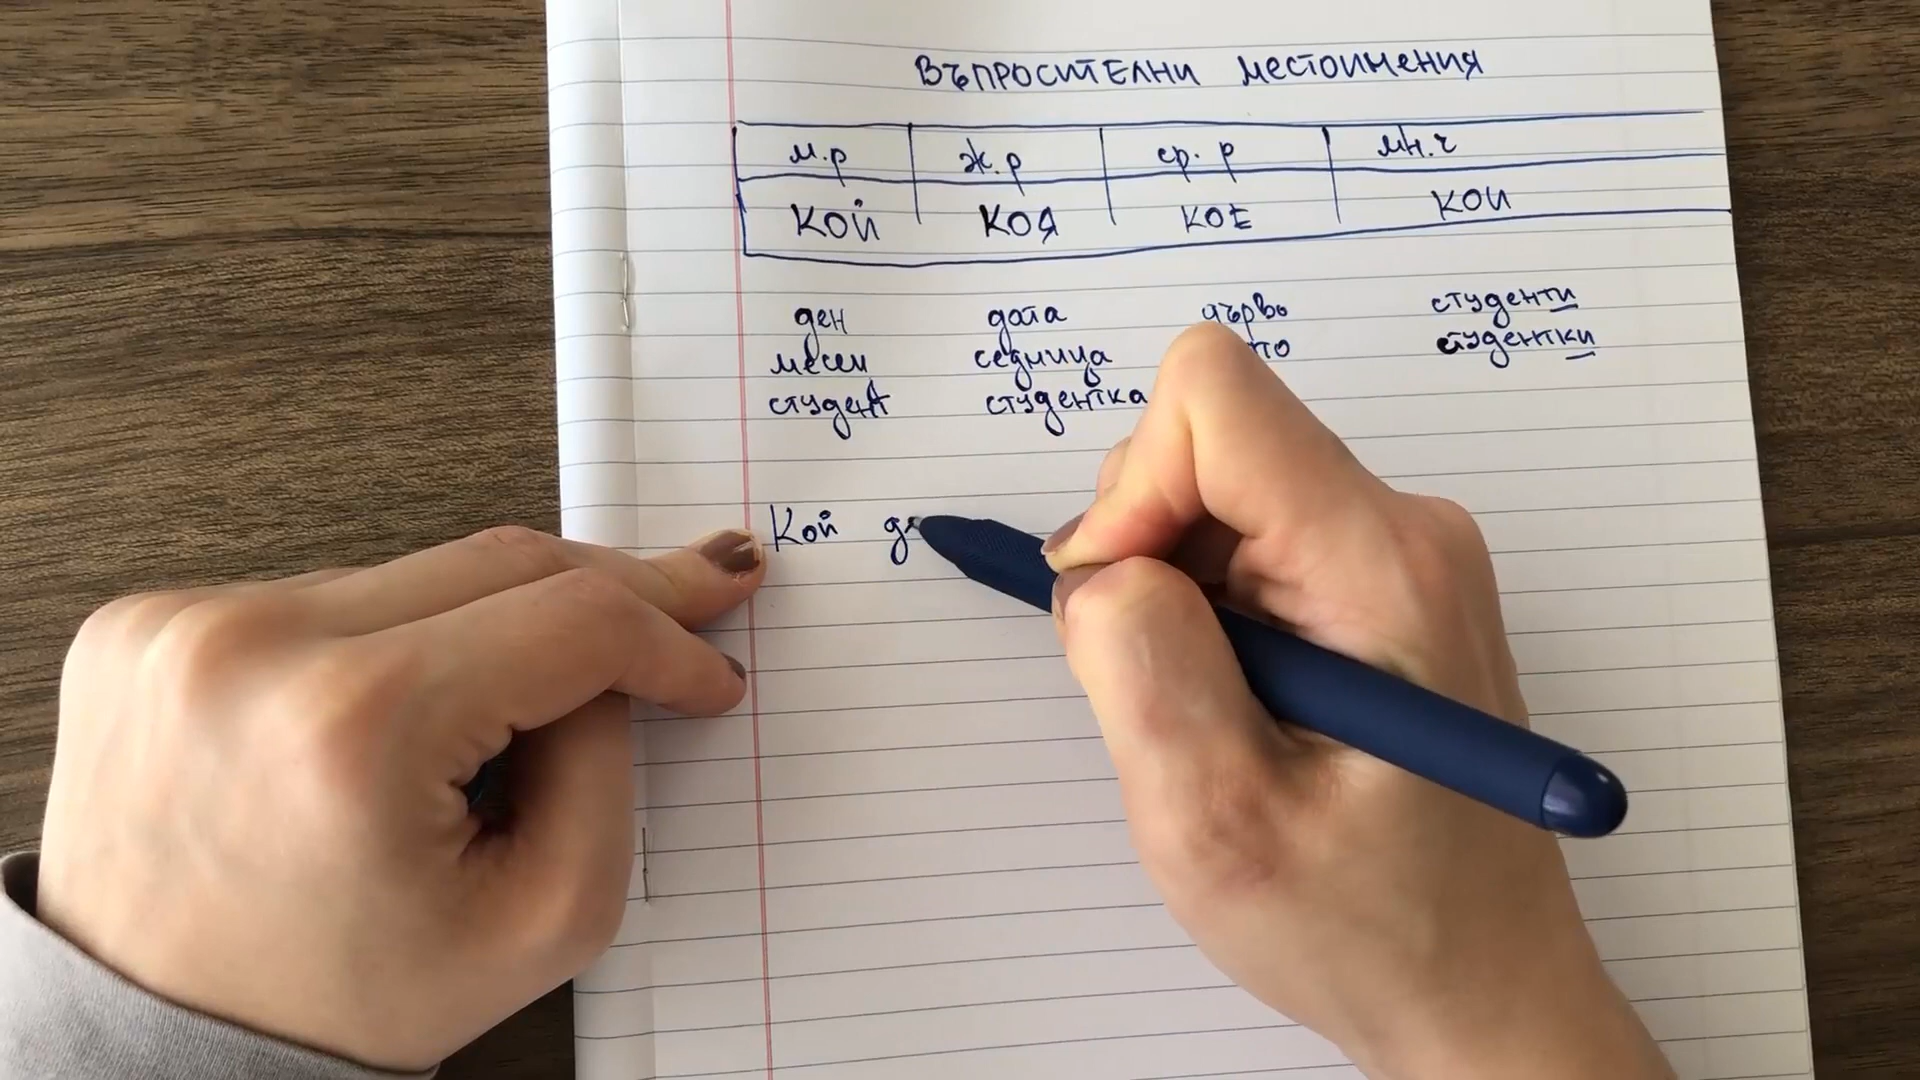 ВЪПРОСИТЕЛНИ МЕСТОИМЕНИЯ
м.р ж.р ср. р мн.ч
КОЙ КОЯ КОЕ КОИ
ден дата дърво студенти
месец седмица студентки
студент студентка
Кой